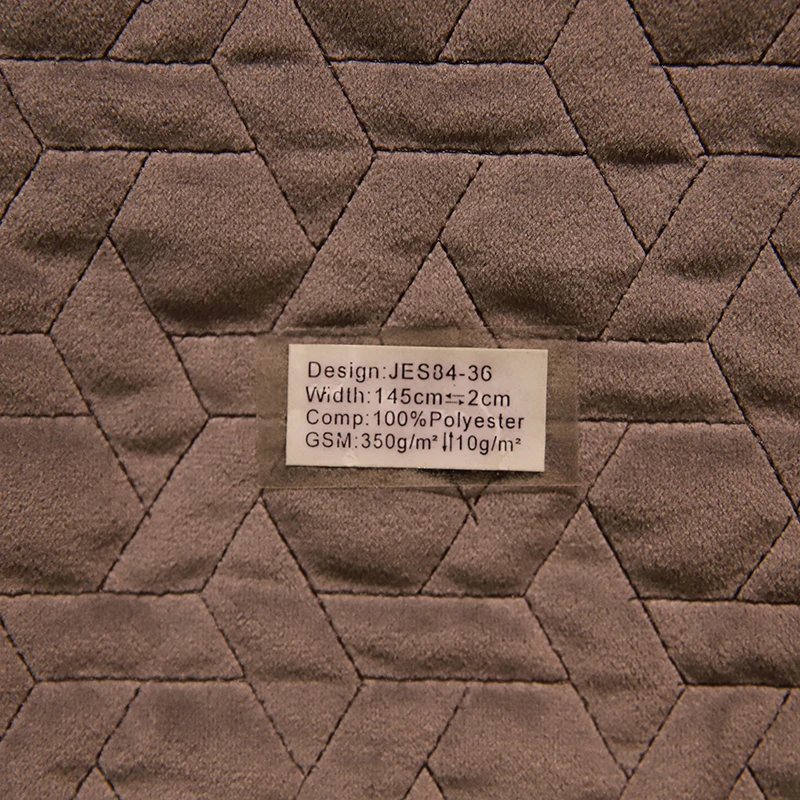 Design:JES84-36
Width:145cm⇆2cm
Comp:100%Polyester
GSM:350g/m²⇃↾10g/m²